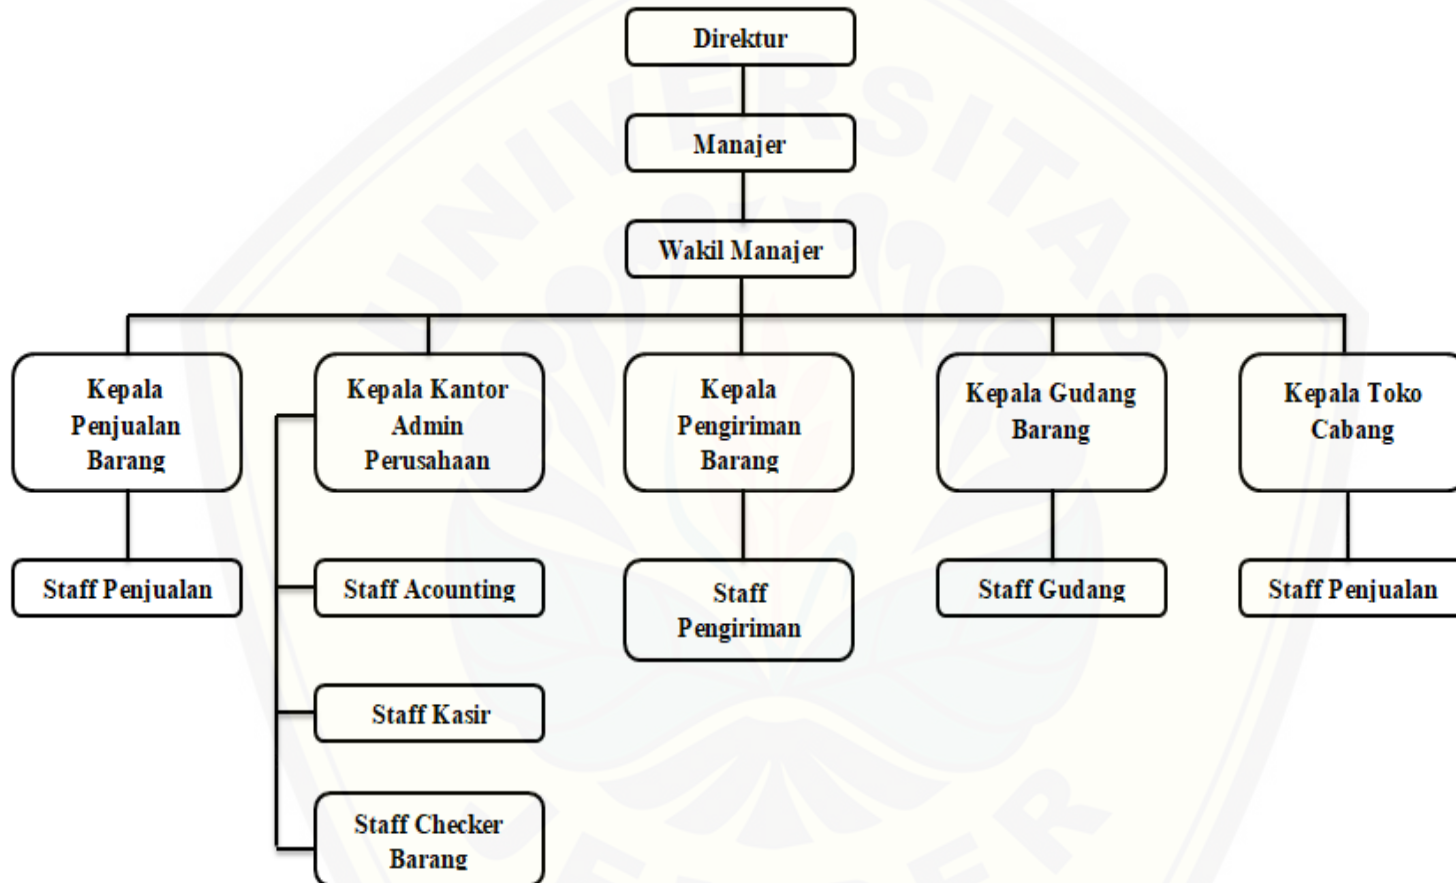 Direktur
Manajer
Wakil Manajer
Kepala
Penjualan
Barang
Kepala Kantor
Admin
Perusahaan
Kepala
Pengiriman
Barang
Kepala Gudang
Barang
Kepala Toko
Cabang
Staff Penjualan
Staff Acounting
Staff
Pengiriman
Staff Gudang
Staff Penjualan
Staff Kasir
Staff Checker
Barang
UNIVERSITAS